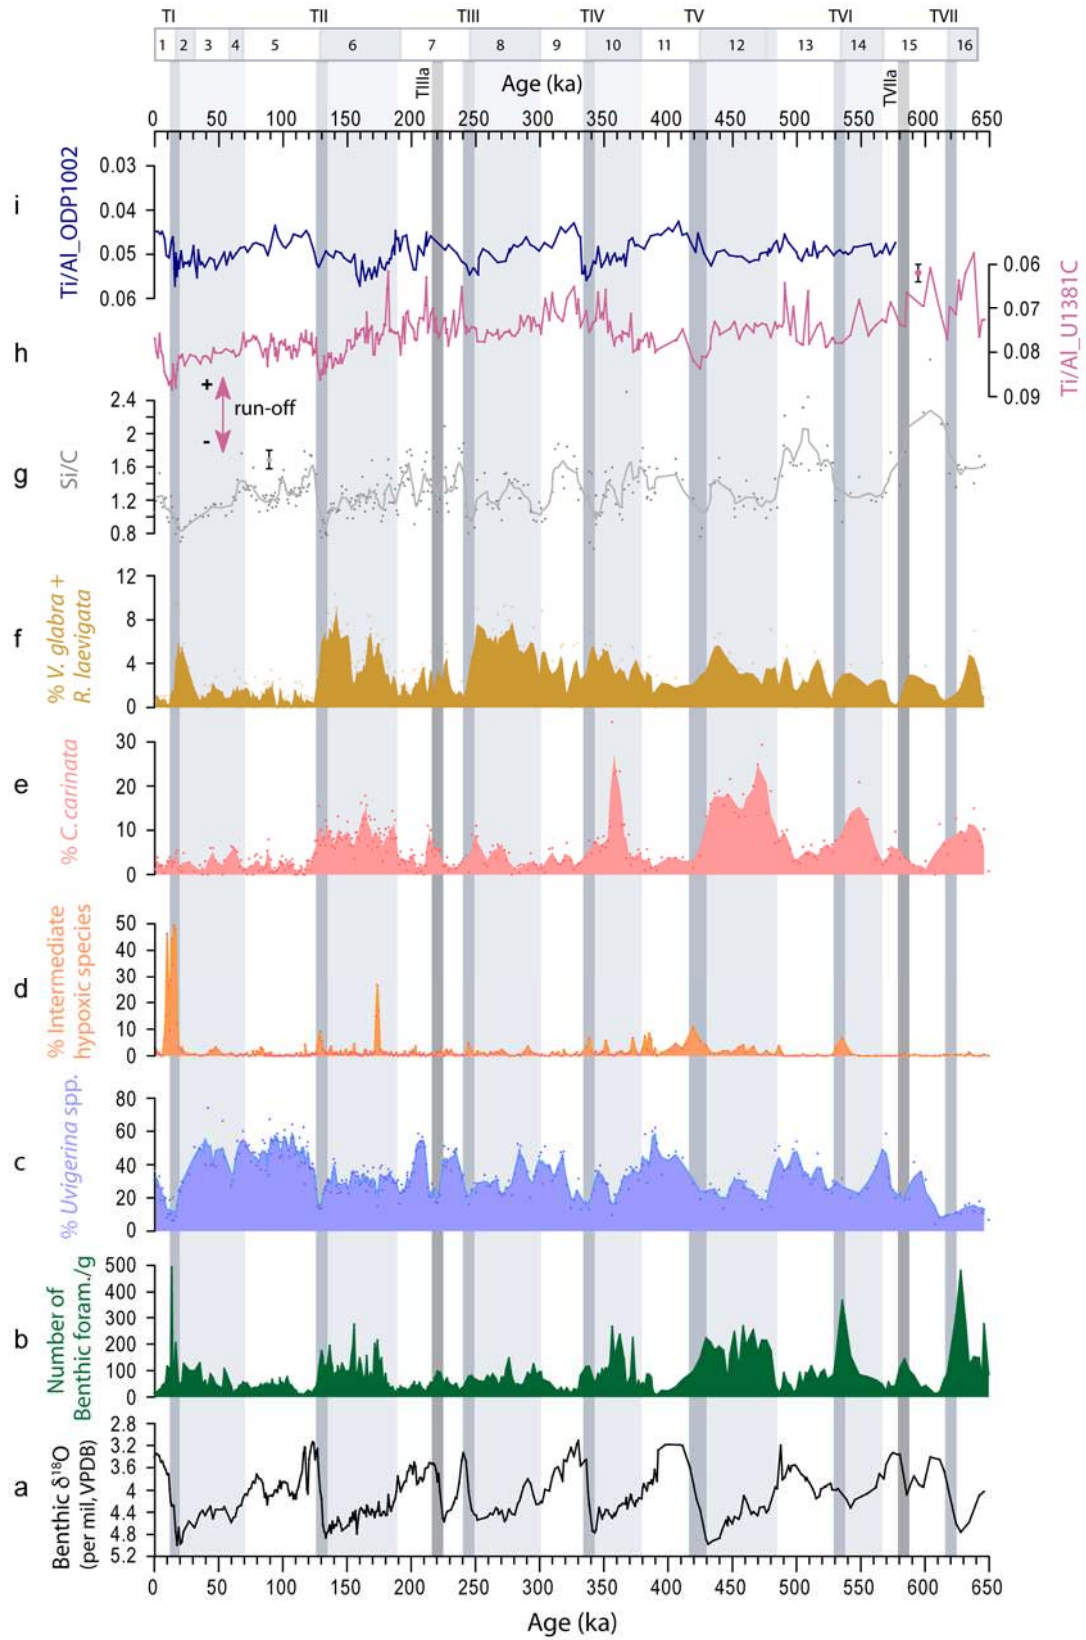 TI TII TIII TIV TV TVI TVII
1 2 3 4 5 6 7 8 9 10 11 12 13 14 15 16
TIIIa TVIIa
Age (ka)
0 50 100 150 200 250 300 350 400 450 500 550 600 650
i
Ti/Al_ODP1002
0.03
0.04
0.05
0.06
h
0.06
0.07
0.08
0.09
Ti/Al_U1381C
+
run-off
-
g
Si/C
2.4
2
1.6
1.2
0.8
f
% V. glabra +
R. laevigata
12
8
4
0
e
% C. carinata
30
20
10
0
d
% Intermediate
hypoxic species
50
40
30
20
10
0
c
% Uvigerina spp.
80
60
40
20
0
b
Number of
Benthic foram./g
500
400
300
200
100
0
a
Benthic δ¹⁸O
(per mil,VPDB)
2.8
3.2
3.6
4
4.4
4.8
5.2
0 50 100 150 200 250 300 350 400 450 500 550 600 650
Age (ka)